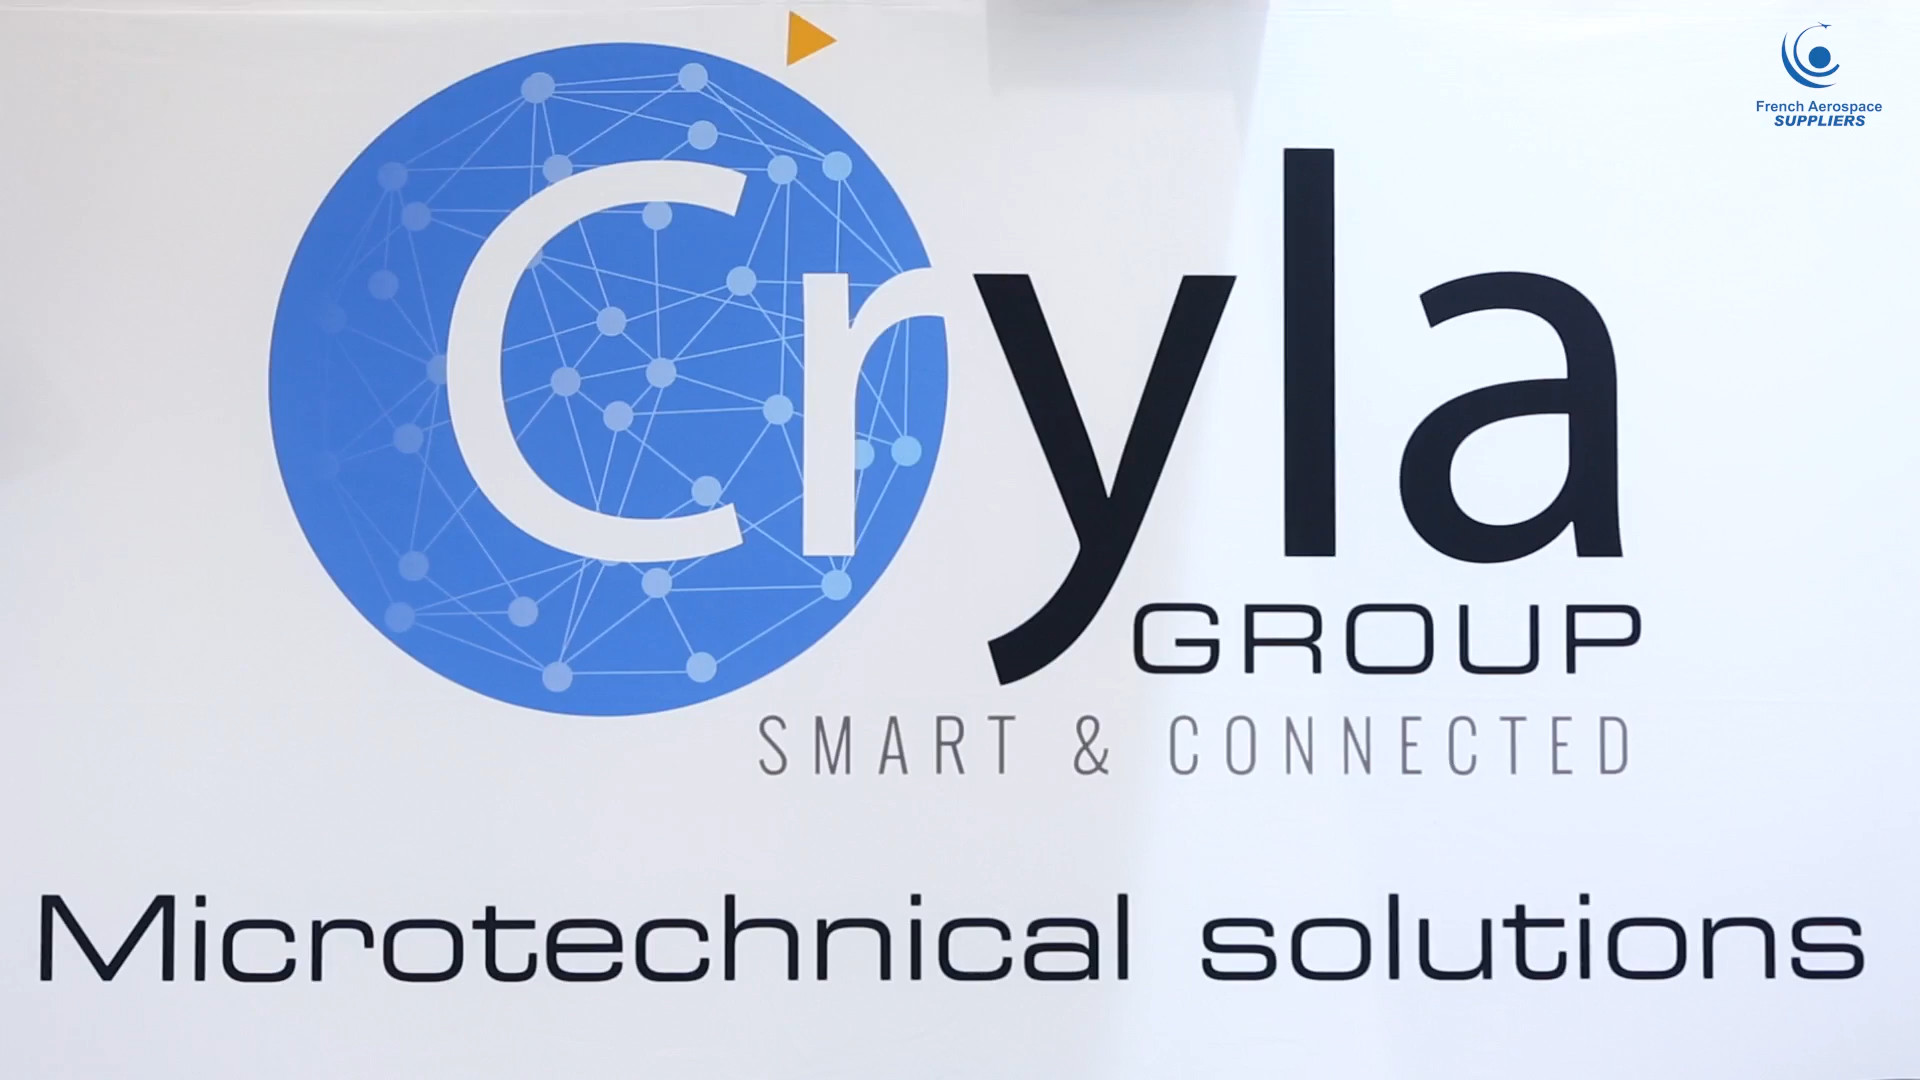 French Aerospace
SUPPLIERS
Cryla
GROUP
SMART & CONNECTED
Microtechnical solutions